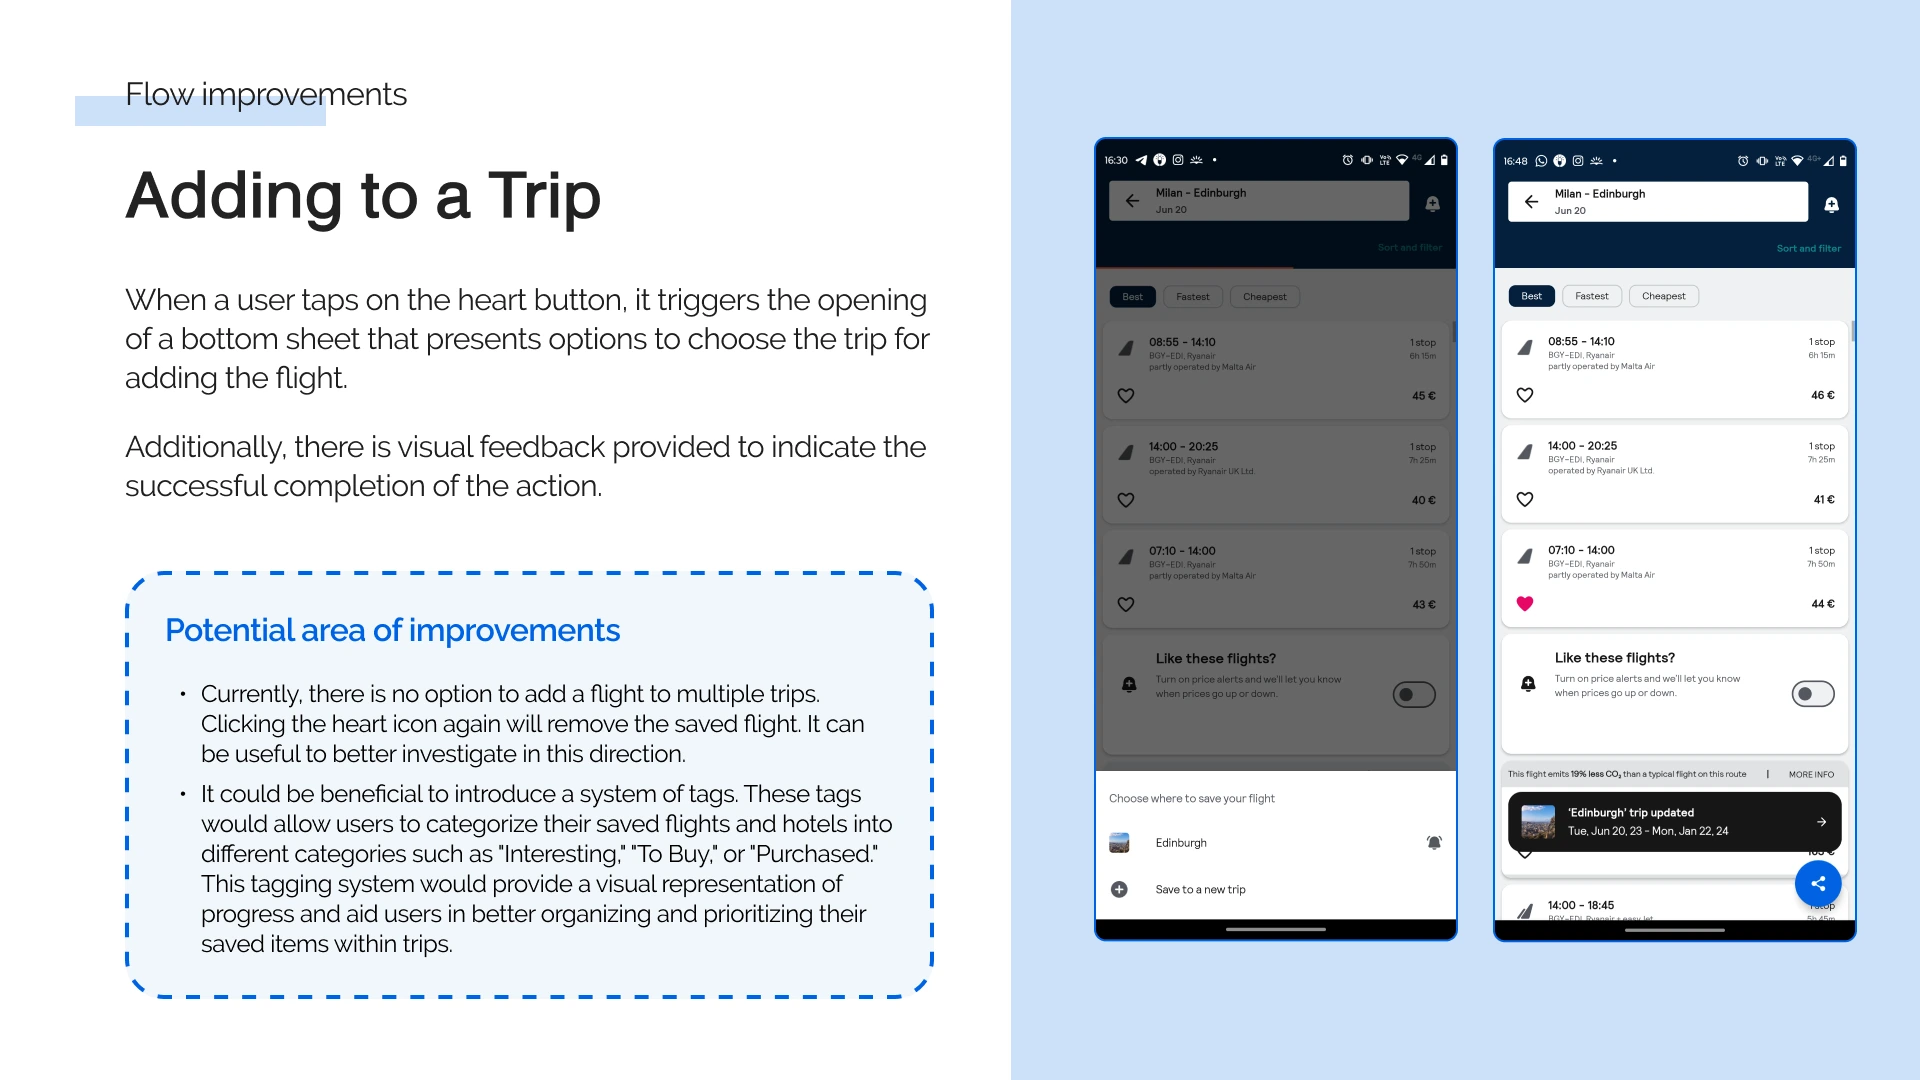 Flow improvements
Adding to a Trip
When a user taps on the heart button, it triggers the opening
of a bottom sheet that presents options to choose the trip for
adding the flight.
Additionally, there is visual feedback provided to indicate the
successful completion of the action.
Potential area of improvements
• Currently, there is no option to add a flight to multiple trips.
Clicking the heart icon again will remove the saved flight. It can
be useful to better investigate in this direction.
• It could be beneficial to introduce a system of tags. These tags
would allow users to categorize their saved flights and hotels into
different categories such as "Interesting," "To Buy," or "Purchased."
This tagging system would provide a visual representation of
progress and aid users in better organizing and prioritizing their
saved items within trips.
16:30
4G
Milan - Edinburgh
Jun 20
Sort and filter
Best Fastest Cheapest
08:55 - 14:10 1 stop
BGY-EDI, Ryanair 6h 15m
partly operated by Malta Air
45 €
14:00 - 20:25 1 stop
BGY-EDI, Ryanair 7h 25m
operated by Ryanair UK Ltd.
40 €
07:10 - 14:00 1 stop
BGY-EDI, Ryanair 7h 50m
partly operated by Malta Air
43 €
Like these flights?
Turn on price alerts and we'll let you know
when prices go up or down.
Choose where to save your flight
Edinburgh
Save to a new trip
16:48
4G+
Milan - Edinburgh
Jun 20
Sort and filter
Best Fastest Cheapest
08:55 - 14:10 1 stop
BGY-EDI, Ryanair 6h 15m
partly operated by Malta Air
46 €
14:00 - 20:25 1 stop
BGY-EDI, Ryanair 7h 25m
operated by Ryanair UK Ltd.
41 €
07:10 - 14:00 1 stop
BGY-EDI, Ryanair 7h 50m
partly operated by Malta Air
44 €
Like these flights?
Turn on price alerts and we'll let you know
when prices go up or down.
This flight emits 19% less CO₂ than a typical flight on this route | MORE INFO
'Edinburgh' trip updated
Tue, Jun 20, 23 - Mon, Jan 22, 24
14:00 - 18:45